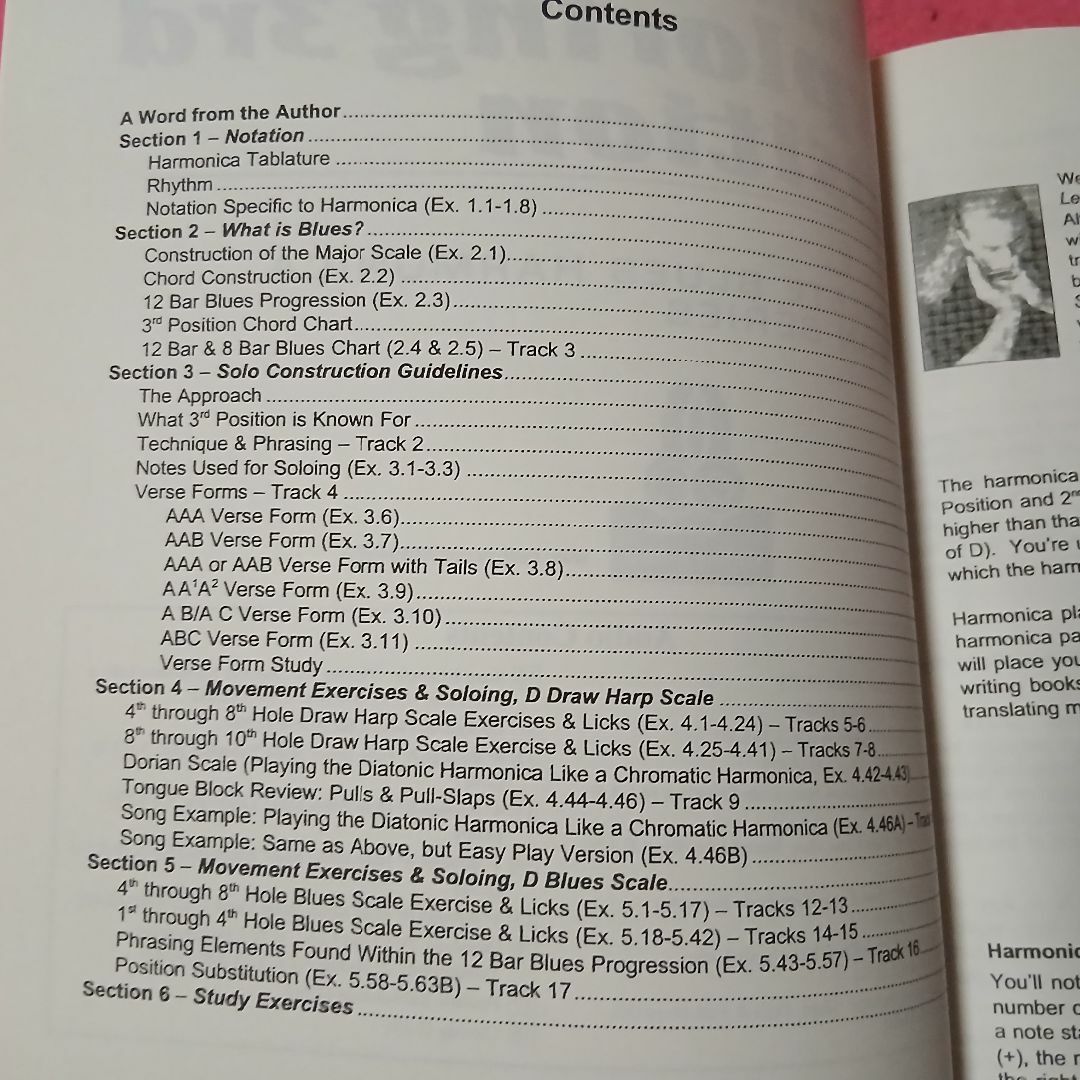 Contents
A Word from the Author
Section 1 – Notation
Harmonica Tablature
Rhythm
Notation Specific to Harmonica (Ex. 1.1-1.8)
Section 2 – What is Blues?
Construction of the Major Scale (Ex. 2.1)
Chord Construction (Ex. 2.2)
12 Bar Blues Progression (Ex. 2.3)
3rd Position Chord Chart
12 Bar & 8 Bar Blues Chart (2.4 & 2.5) – Track 3
Section 3 – Solo Construction Guidelines
The Approach
What 3rd Position is Known For
Technique & Phrasing – Track 2
Notes Used for Soloing (Ex. 3.1-3.3)
Verse Forms – Track 4
AAA Verse Form (Ex. 3.6)
AAB Verse Form (Ex. 3.7)
AAA or AAB Verse Form with Tails (Ex. 3.8)
AA¹A² Verse Form (Ex. 3.9)
A B/A C Verse Form (Ex. 3.10)
ABC Verse Form (Ex. 3.11)
Verse Form Study
Section 4 – Movement Exercises & Soloing, D Draw Harp Scale
4th through 8th Hole Draw Harp Scale Exercises & Licks (Ex. 4.1-4.24) – Tracks 5-6
8th through 10th Hole Draw Harp Scale Exercise & Licks (Ex. 4.25-4.41) – Tracks 7-8
Dorian Scale (Playing the Diatonic Harmonica Like a Chromatic Harmonica, Ex. 4.42-4.43)
Tongue Block Review: Pulls & Pull-Slaps (Ex. 4.44-4.46) – Track 9
Song Example: Playing the Diatonic Harmonica Like a Chromatic Harmonica (Ex. 4.46A) –
Song Example: Same as Above, but Easy Play Version (Ex. 4.46B)
Section 5 – Movement Exercises & Soloing, D Blues Scale
4th through 8th Hole Blues Scale Exercise & Licks (Ex. 5.1-5.17) – Tracks 12-13
1st through 4th Hole Blues Scale Exercise & Licks (Ex. 5.18-5.42) – Tracks 14-15
Phrasing Elements Found Within the 12 Bar Blues Progression (Ex. 5.43-5.57) – Track 16
Position Substitution (Ex. 5.58-5.63B) – Track 17
Section 6 – Study Exercises
The harmonica
Position and 2nd
higher than tha
of D). You're
which the harm
Harmonica pla
harmonica pa
will place you
writing books
translating m
Harmonic
You'll not
number o
a note sta
(+), the